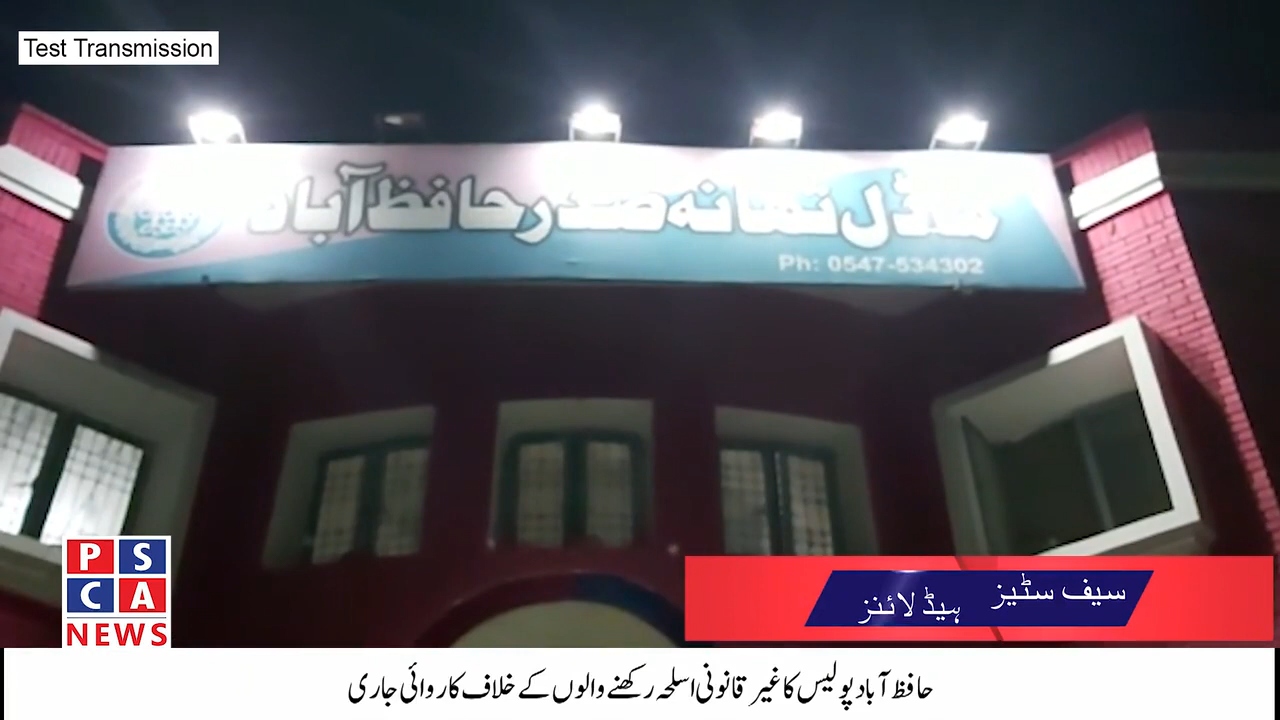 Test Transmission
ماڈل تھانہ صدر حافظ آباد
Ph: 0547-534302
PSCA
NEWS
سیف سٹیز
ہیڈ لائنز
حافظ آباد پولیس کا غیر قانونی اسلحہ رکھنے والوں کے خلاف کاروائی جاری